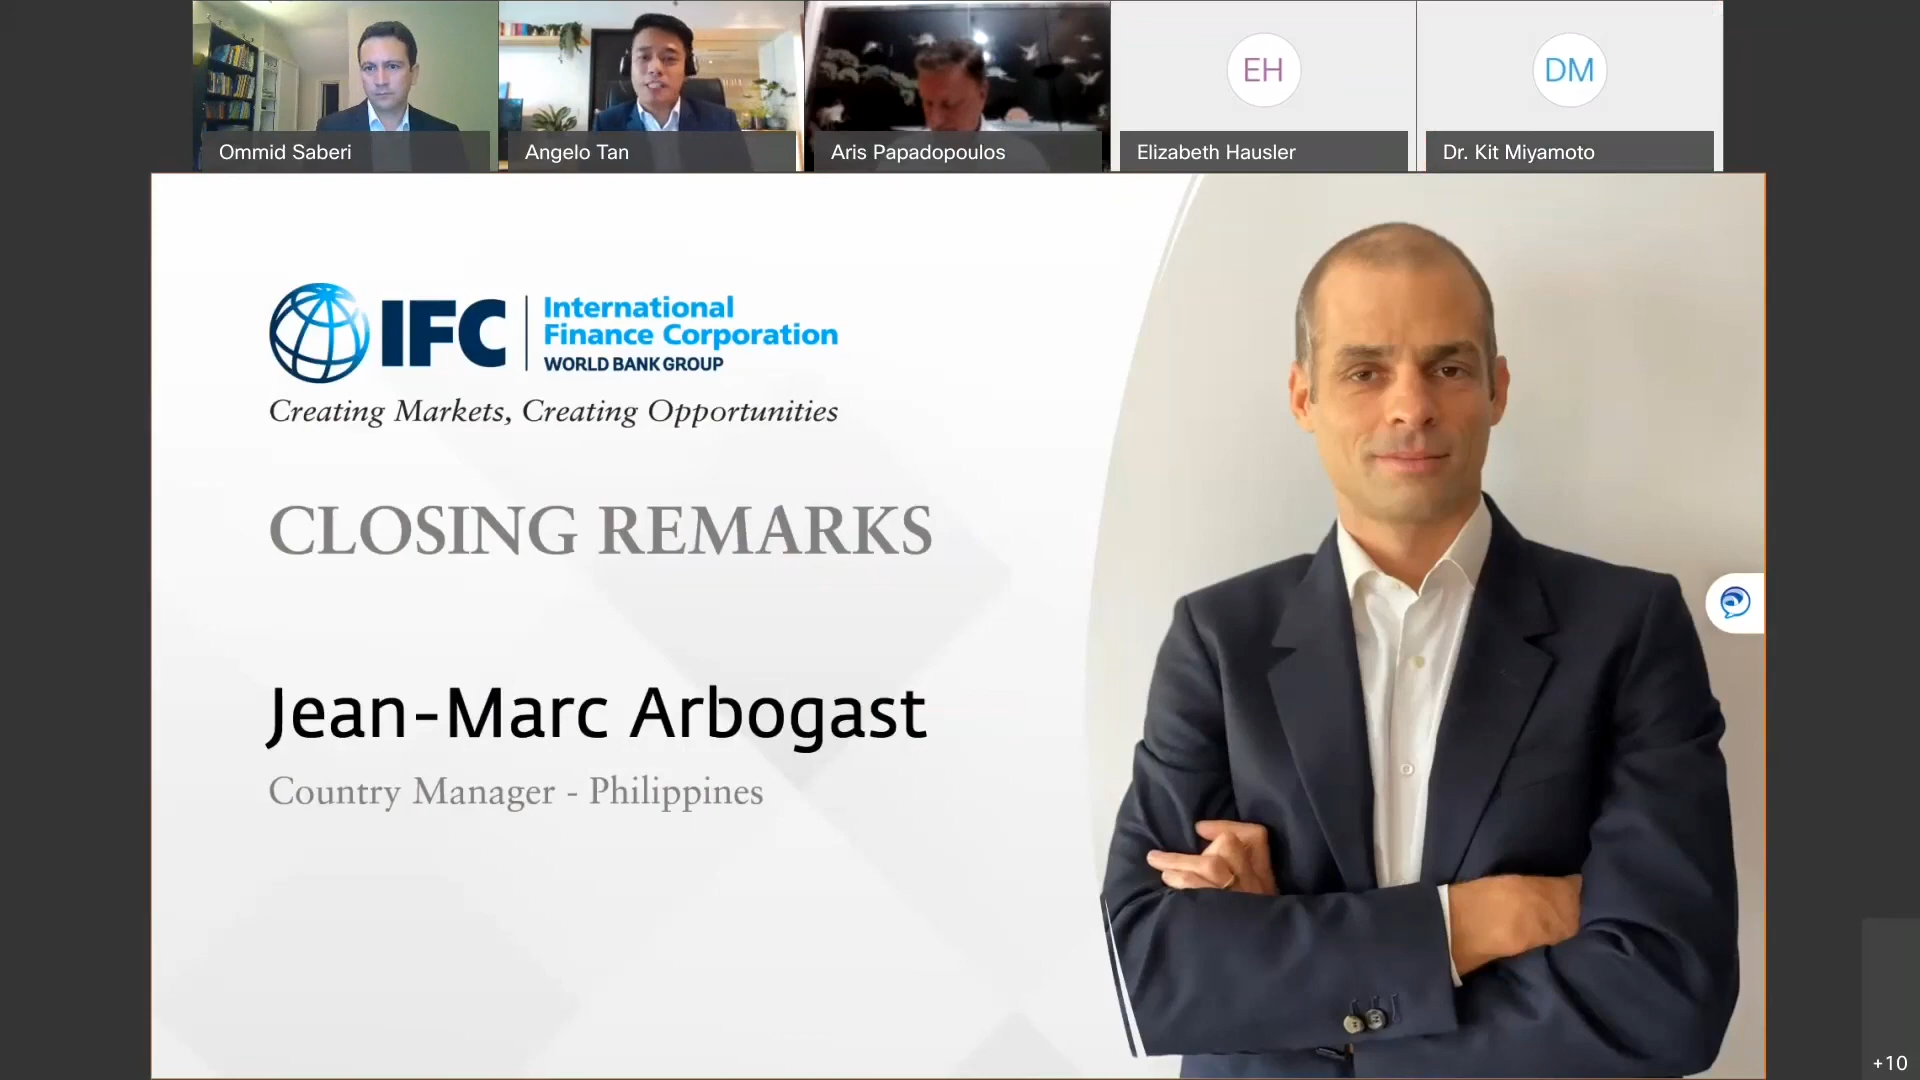 Ommid Saberi
Angelo Tan
Aris Papadopoulos
EH
Elizabeth Hausler
DM
Dr. Kit Miyamoto
IFC
International
Finance Corporation
WORLD BANK GROUP
Creating Markets, Creating Opportunities
CLOSING REMARKS
Jean-Marc Arbogast
Country Manager - Philippines
+10